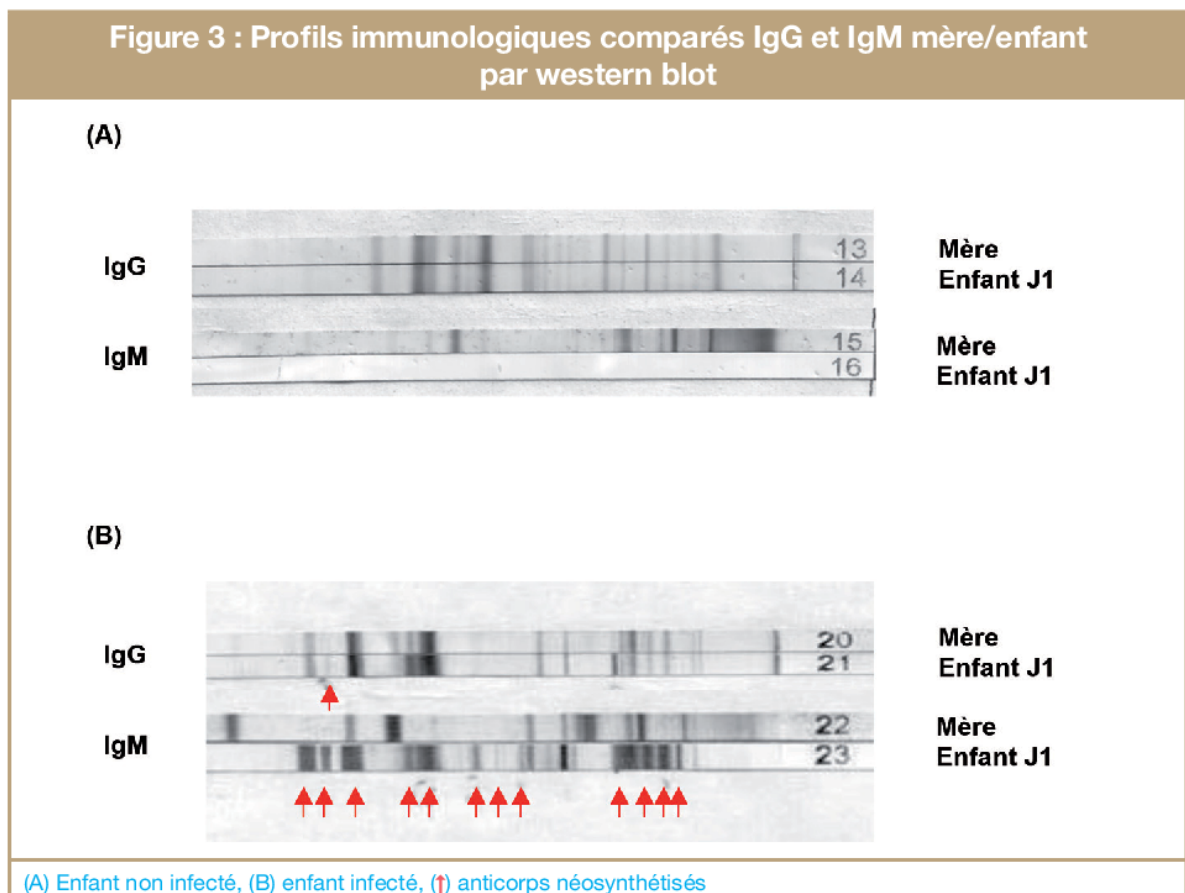 Figure 3 : Profils immunologiques comparés IgG et IgM mère/enfant
par western blot
(A)
IgG
13
14
Mère
Enfant J1
IgM
15
16
Mère
Enfant J1
(B)
IgG
20
21
Mère
Enfant J1
IgM
22
23
Mère
Enfant J1
(A) Enfant non infecté, (B) enfant infecté, (↑) anticorps néosynthétisés